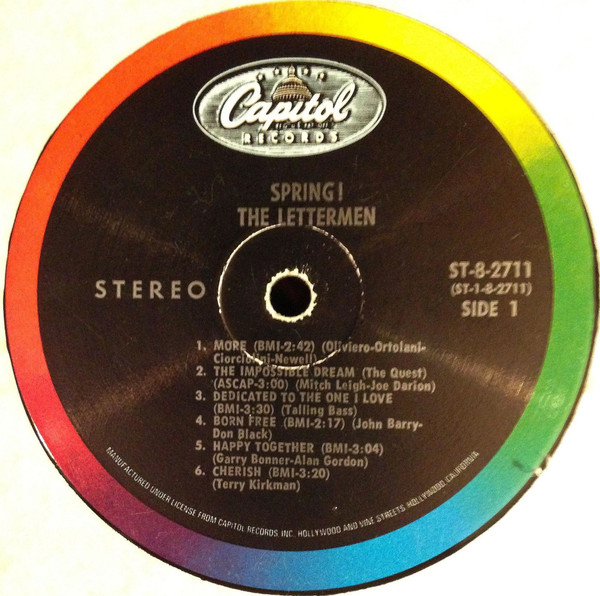 Capitol
RECORDS
SPRING!
THE LETTERMEN
STEREO
ST-8-2711
(ST-1-8-2711)
SIDE 1
1. MORE (BMI-2:42) (Oliviero-Ortolani-
Ciorciolini-Newell)
2. THE IMPOSSIBLE DREAM (The Quest)
(ASCAP-3:00) (Mitch Leigh-Joe Darion)
3. DEDICATED TO THE ONE I LOVE
(BMI-3:30) (Talling Bass)
4. BORN FREE (BMI-2:17) (John Barry-
Don Black)
5. HAPPY TOGETHER (BMI-3:04)
(Garry Bonner-Alan Gordon)
6. CHERISH (BMI-3:20)
(Terry Kirkman)
MANUFACTURED UNDER LICENSE FROM CAPITOL RECORDS INC. HOLLYWOOD AND VINE STREETS, HOLLYWOOD, CALIFORNIA